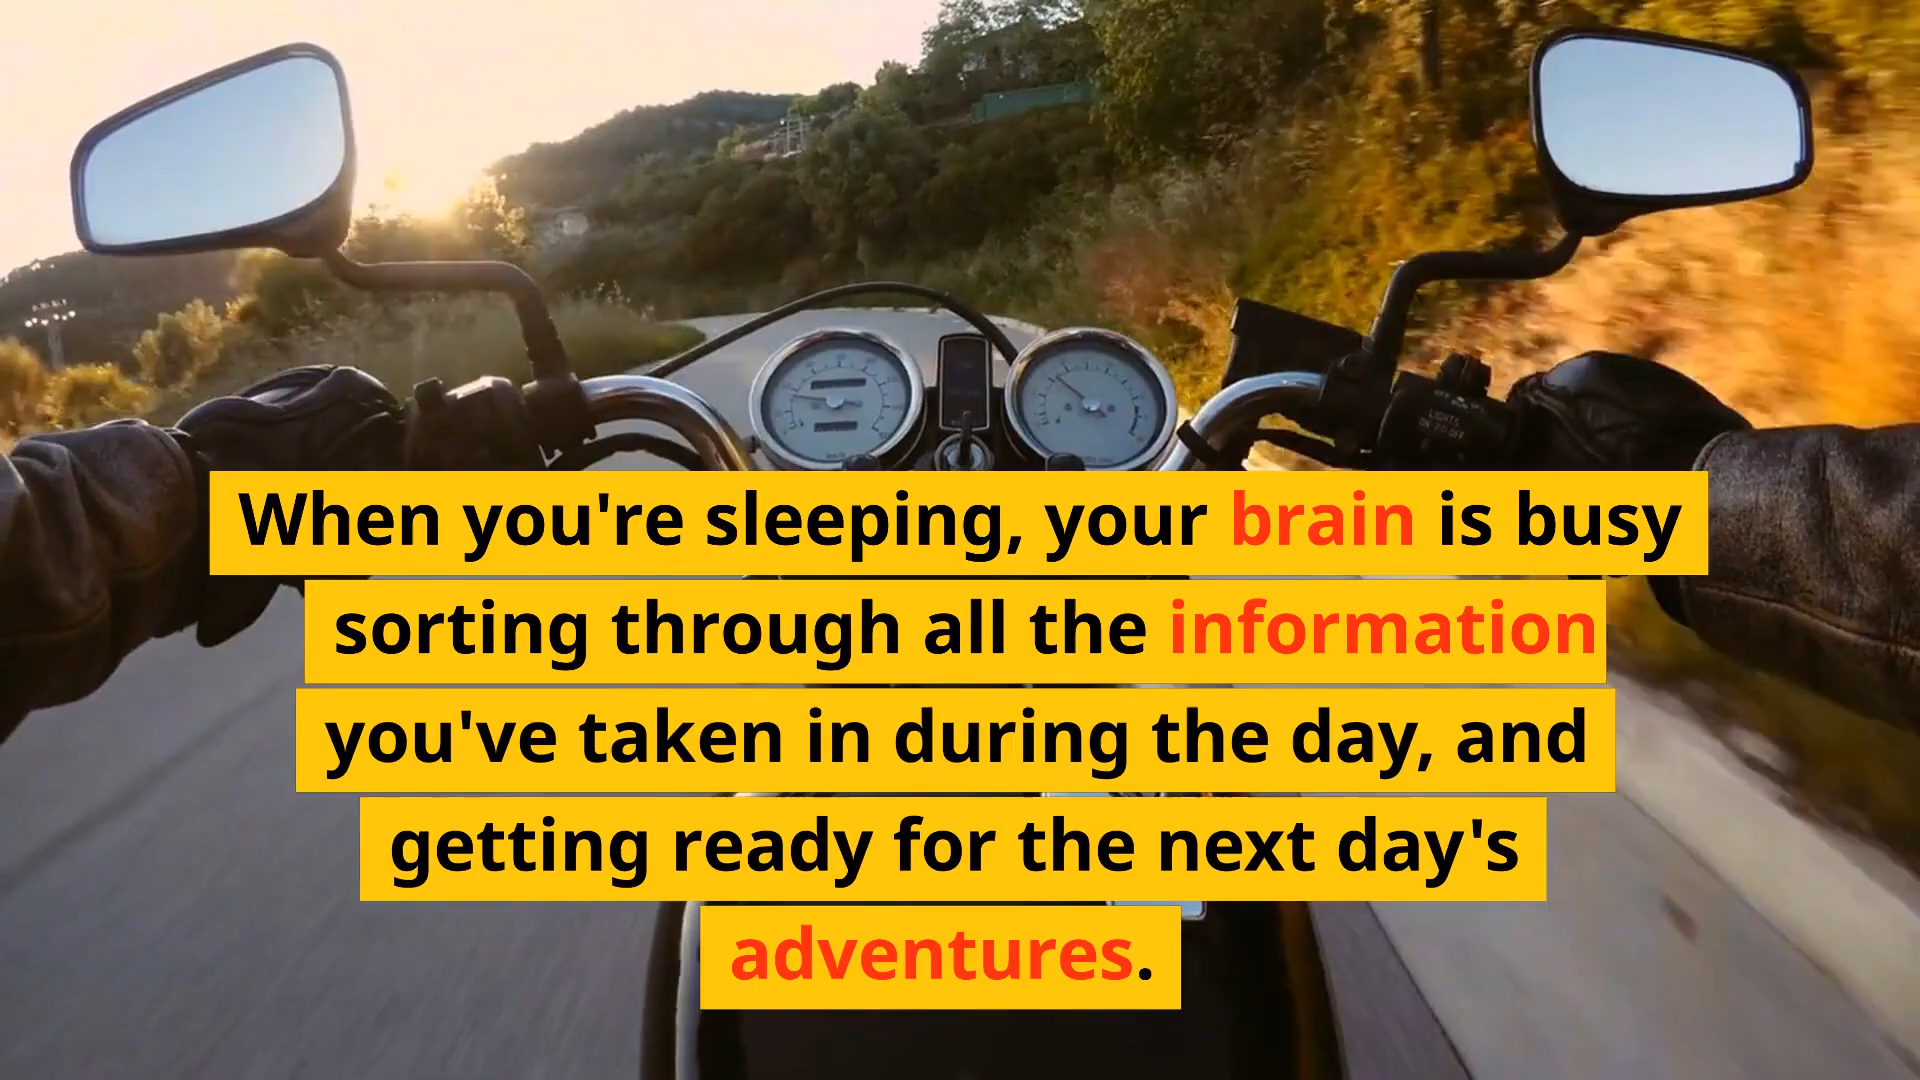 When you're sleeping, your brain is busy
sorting through all the information
you've taken in during the day, and
getting ready for the next day's
adventures.
LIGHTS